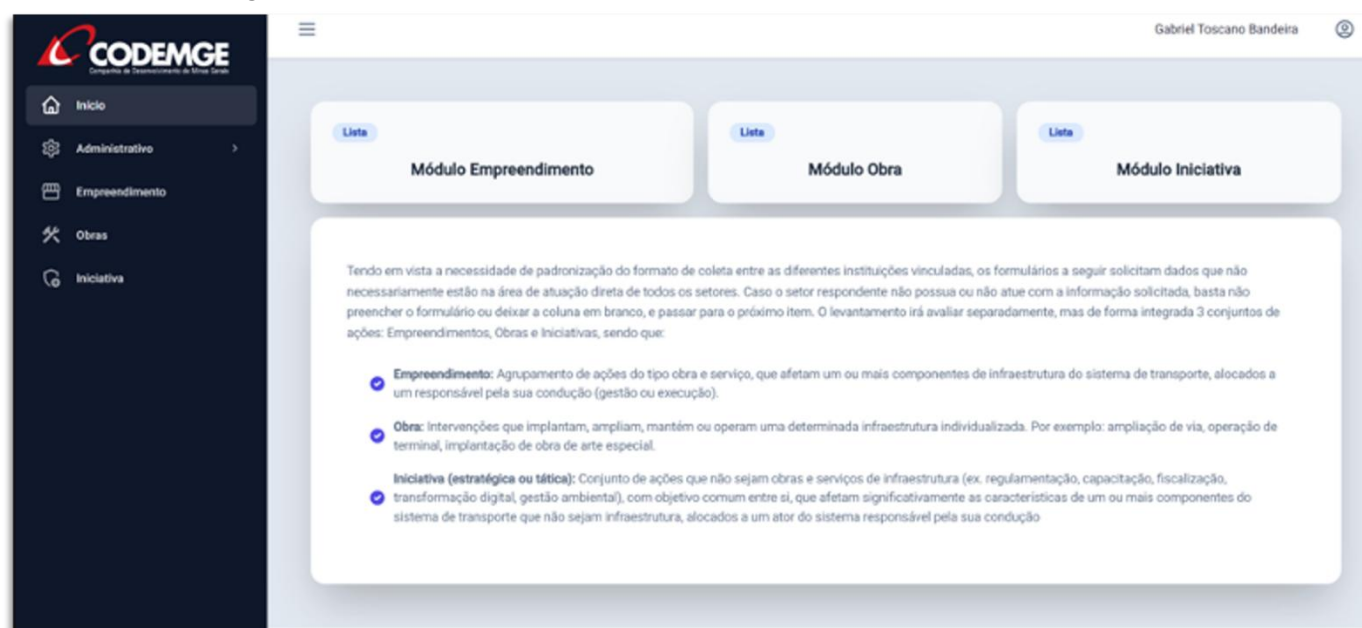 CODEMGE
Companhia de Desenvolvimento de Minas Gerais
Início
Administrativo
Empreendimento
Obras
Iniciativa
Gabriel Toscano Bandeira
Lista
Módulo Empreendimento
Lista
Módulo Obra
Lista
Módulo Iniciativa
Tendo em vista a necessidade de padronização do formato de coleta entre as diferentes instituições vinculadas, os formulários a seguir solicitam dados que não
necessariamente estão na área de atuação direta de todos os setores. Caso o setor respondente não possua ou não atue com a informação solicitada, basta não
preencher o formulário ou deixar a coluna em branco, e passar para o próximo item. O levantamento irá avaliar separadamente, mas de forma integrada 3 conjuntos de
ações: Empreendimentos, Obras e Iniciativas, sendo que:
Empreendimento: Agrupamento de ações do tipo obra e serviço, que afetam um ou mais componentes de infraestrutura do sistema de transporte, alocados a
um responsável pela sua condução (gestão ou execução).
Obra: Intervenções que implantam, ampliam, mantém ou operam uma determinada infraestrutura individualizada. Por exemplo: ampliação de via, operação de
terminal, implantação de obra de arte especial.
Iniciativa (estratégica ou tática): Conjunto de ações que não sejam obras e serviços de infraestrutura (ex. regulamentação, capacitação, fiscalização,
transformação digital, gestão ambiental), com objetivo comum entre si, que afetam significativamente as características de um ou mais componentes do
sistema de transporte que não sejam infraestrutura, alocados a um ator do sistema responsável pela sua condução